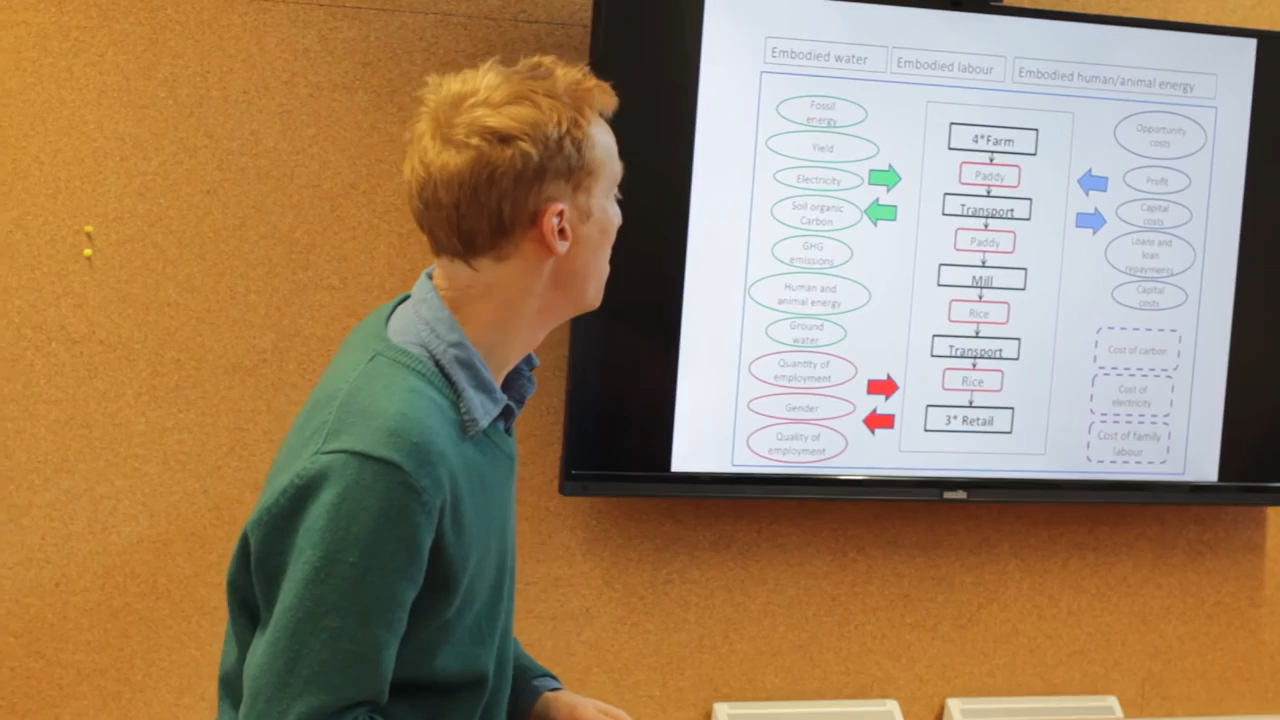 Embodied water
Embodied labour
Embodied human/animal energy
Fossil
energy
Yield
Electricity
Soil organic
Carbon
GHG
emissions
Human and
animal energy
Ground
water
Quantity of
employment
Gender
Quality of
employment
4*Farm
Paddy
Transport
Paddy
Mill
Rice
Transport
Rice
3* Retail
Opportunity
costs
Profit
Capital
costs
Loans and
loan
repayments
Capital
costs
Cost of carbon
Cost of
electricity
Cost of family
labour